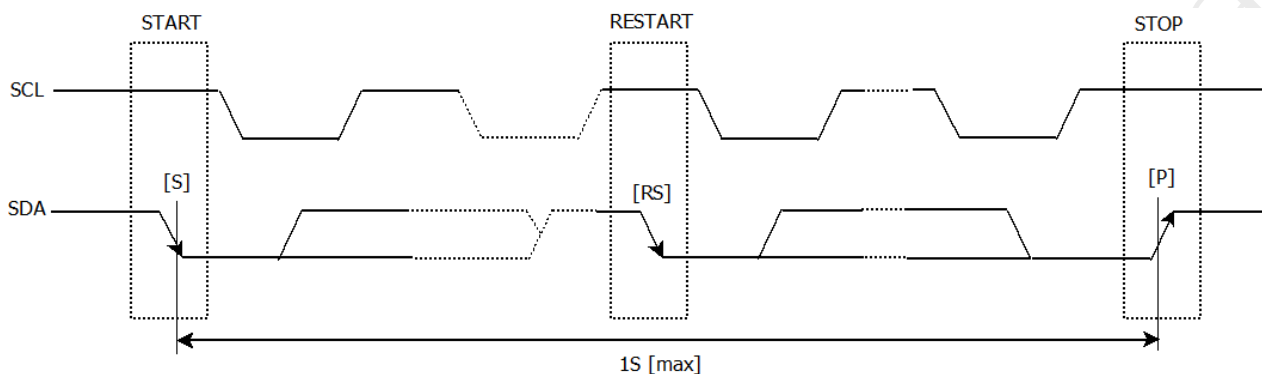 START RESTART STOP
SCL
[S] [RS] [P]
SDA
1S [max]